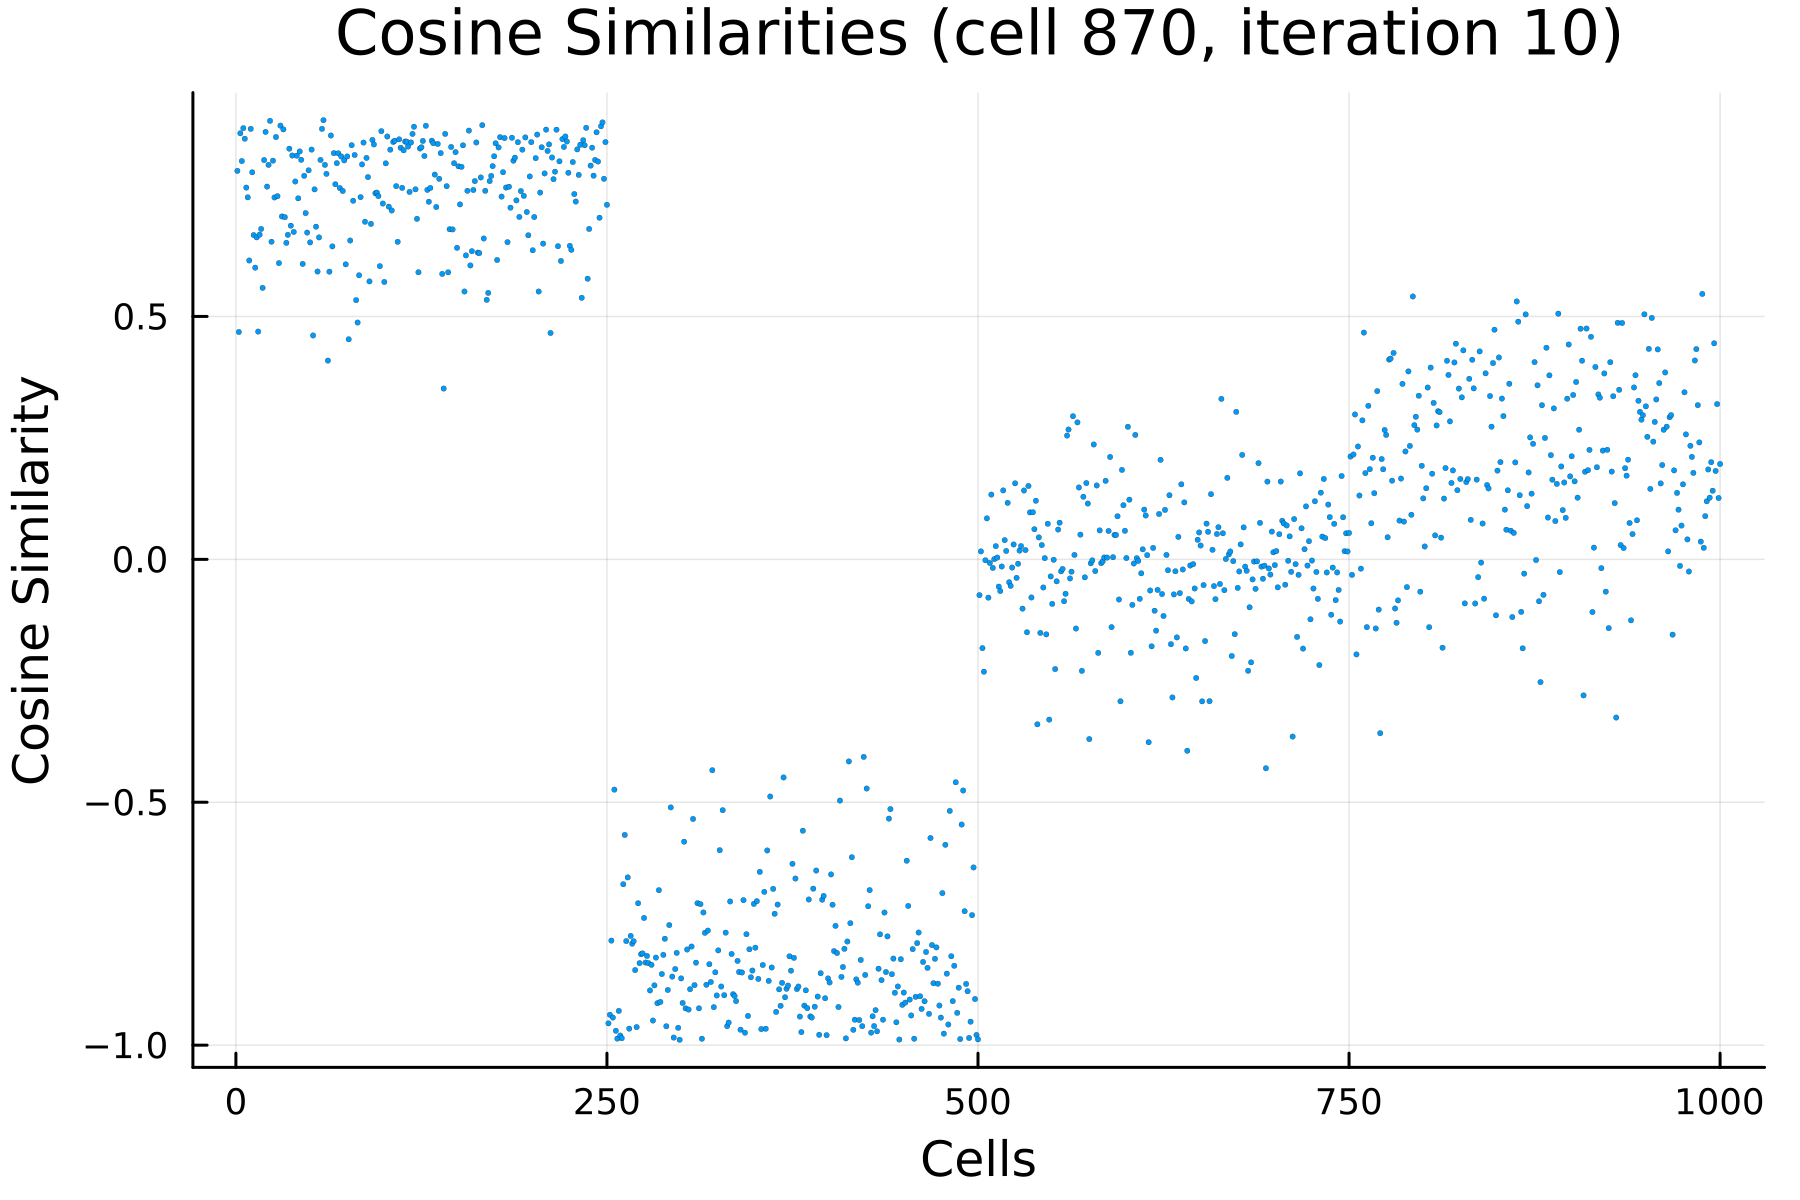 Cosine Similarities (cell 870, iteration 10)
Cosine Similarity
0.5
0.0
−0.5
−1.0
0 250 500 750 1000
Cells